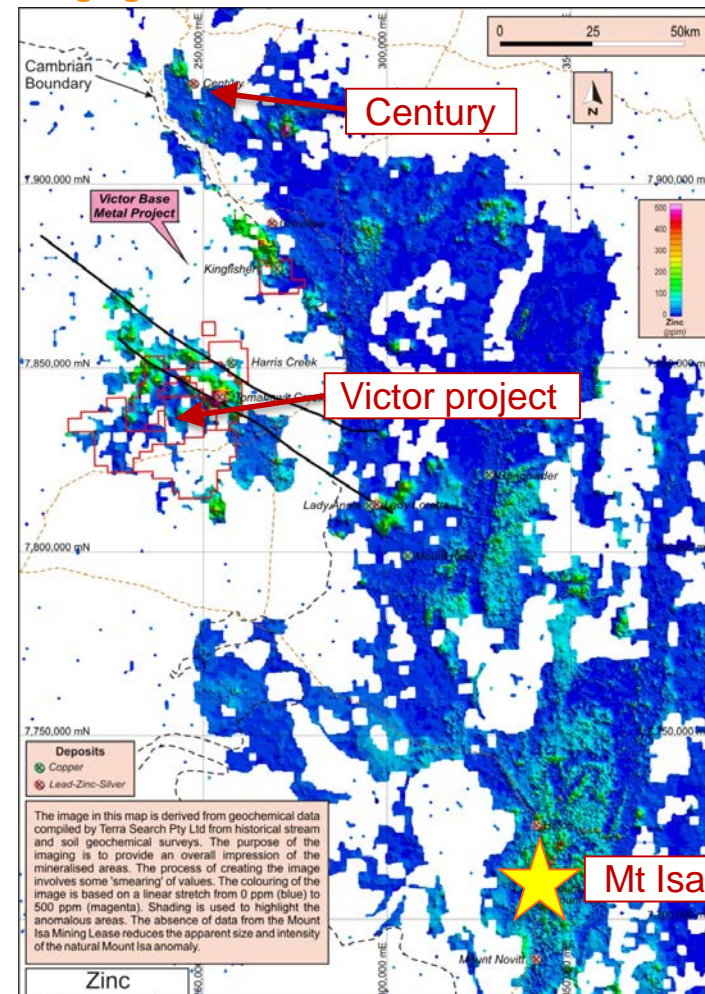 0 25 50km
250,000 mE
300,000 mE
Cambrian
Boundary
Century
Century
N
7,900,000 mN
Victor Base
Metal Project
Kingfisher
500
400
300
200
100
0
Zinc
(ppm)
7,850,000 mN
Harris Creek
Victor project
Lady Annie
Lady Loretta
7,800,000 mN
7,750,000 mN
Deposits
Copper
Lead-Zinc-Silver
The image in this map is derived from geochemical data
compiled by Terra Search Pty Ltd from historical stream
and soil geochemical surveys. The purpose of the
imaging is to provide an overall impression of the
mineralised areas. The process of creating the image
involves some 'smearing' of values. The colouring of the
image is based on a linear stretch from 0 ppm (blue) to
500 ppm (magenta). Shading is used to highlight the
anomalous areas. The absence of data from the Mount
Isa Mining Lease reduces the apparent size and intensity
of the natural Mount Isa anomaly.
Mt Isa
Mount Novitt
Zinc